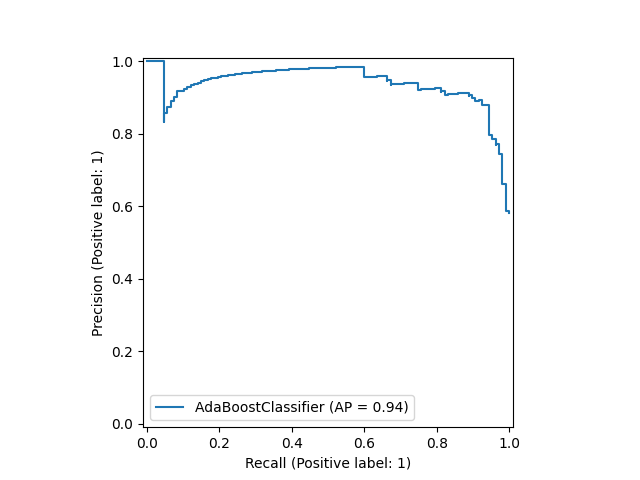 1.0
0.8
0.6
0.4
0.2
0.0
Precision (Positive label: 1)
AdaBoostClassifier (AP = 0.94)
0.0 0.2 0.4 0.6 0.8 1.0
Recall (Positive label: 1)